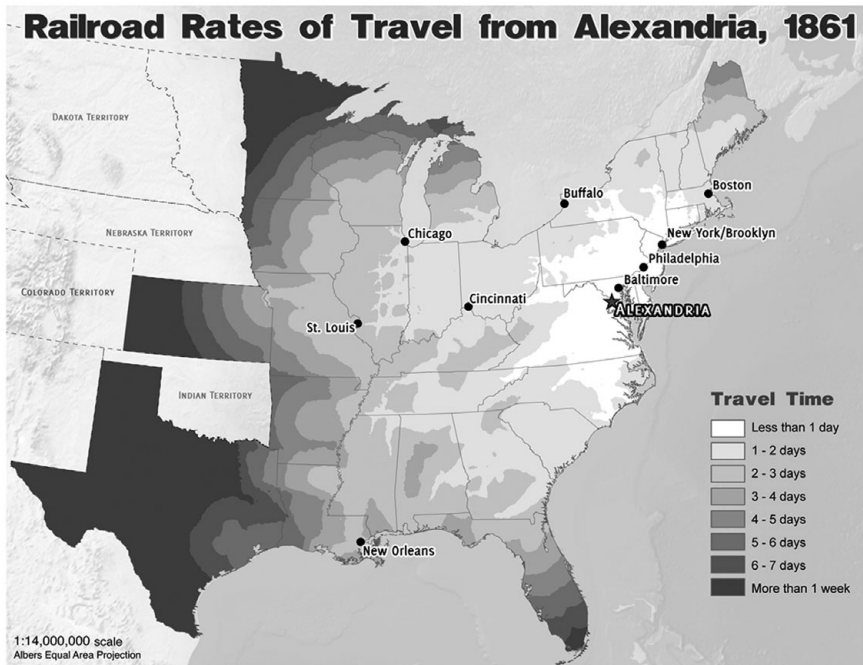 Railroad Rates of Travel from Alexandria, 1861
DAKOTA TERRITORY
NEBRASKA TERRITORY
COLORADO TERRITORY
INDIAN TERRITORY
Buffalo
Boston
Chicago
New York/Brooklyn
Philadelphia
Baltimore
Cincinnati
ALEXANDRIA
St. Louis
New Orleans
Travel Time
Less than 1 day
1 - 2 days
2 - 3 days
3 - 4 days
4 - 5 days
5 - 6 days
6 - 7 days
More than 1 week
1:14,000,000 scale
Albers Equal Area Projection